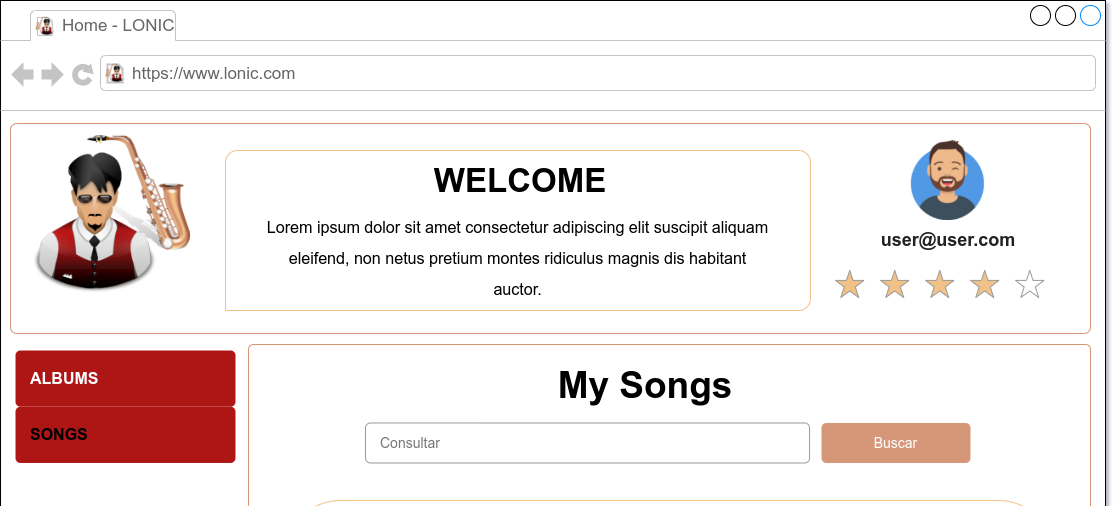 Home - LONIC
https://www.lonic.com
WELCOME
Lorem ipsum dolor sit amet consectetur adipiscing elit suscipit aliquam
eleifend, non netus pretium montes ridiculus magnis dis habitant
auctor.
user@user.com
ALBUMS
SONGS
My Songs
Consultar
Buscar